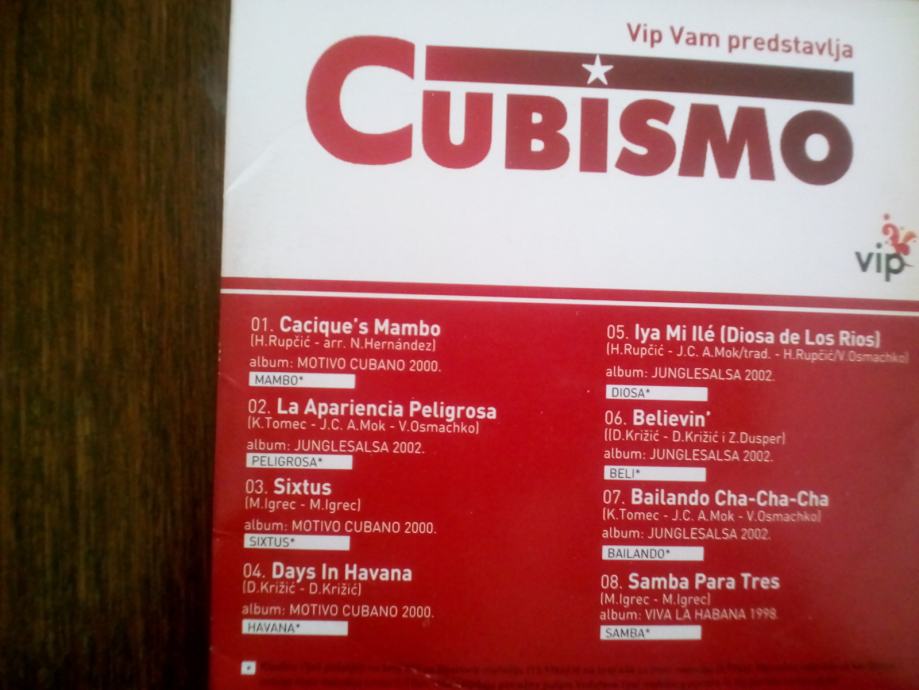 Vip Vam predstavlja
CUBISMO
vip
01. Cacique's Mambo
(H.Rupčić - arr. N.Hernández)
album: MOTIVO CUBANO 2000.
MAMBO*
02. La Apariencia Peligrosa
(K.Tomec - J.C. A.Mok - V.Osmachko)
album: JUNGLESALSA 2002.
PELIGROSA*
03. Sixtus
(M.Igrec - M.Igrec)
album: MOTIVO CUBANO 2000.
SIXTUS*
04. Days In Havana
(D.Križić - D.Križić)
album: MOTIVO CUBANO 2000.
HAVANA*
05. Iya Mi Ilé (Diosa de Los Rios)
(H.Rupčić - J.C. A.Mok/trad. - H.Rupčić/V.Osmachko)
album: JUNGLESALSA 2002.
DIOSA*
06. Believin'
((D.Križić - D.Križić i Z.Dusper)
album: JUNGLESALSA 2002.
BELI*
07. Bailando Cha-Cha-Cha
(K.Tomec - J.C. A.Mok - V.Osmachko)
album: JUNGLESALSA 2002.
BAILANDO*
08. Samba Para Tres
(M.Igrec - M.Igrec)
album: VIVA LA HABANA 1998.
SAMBA*